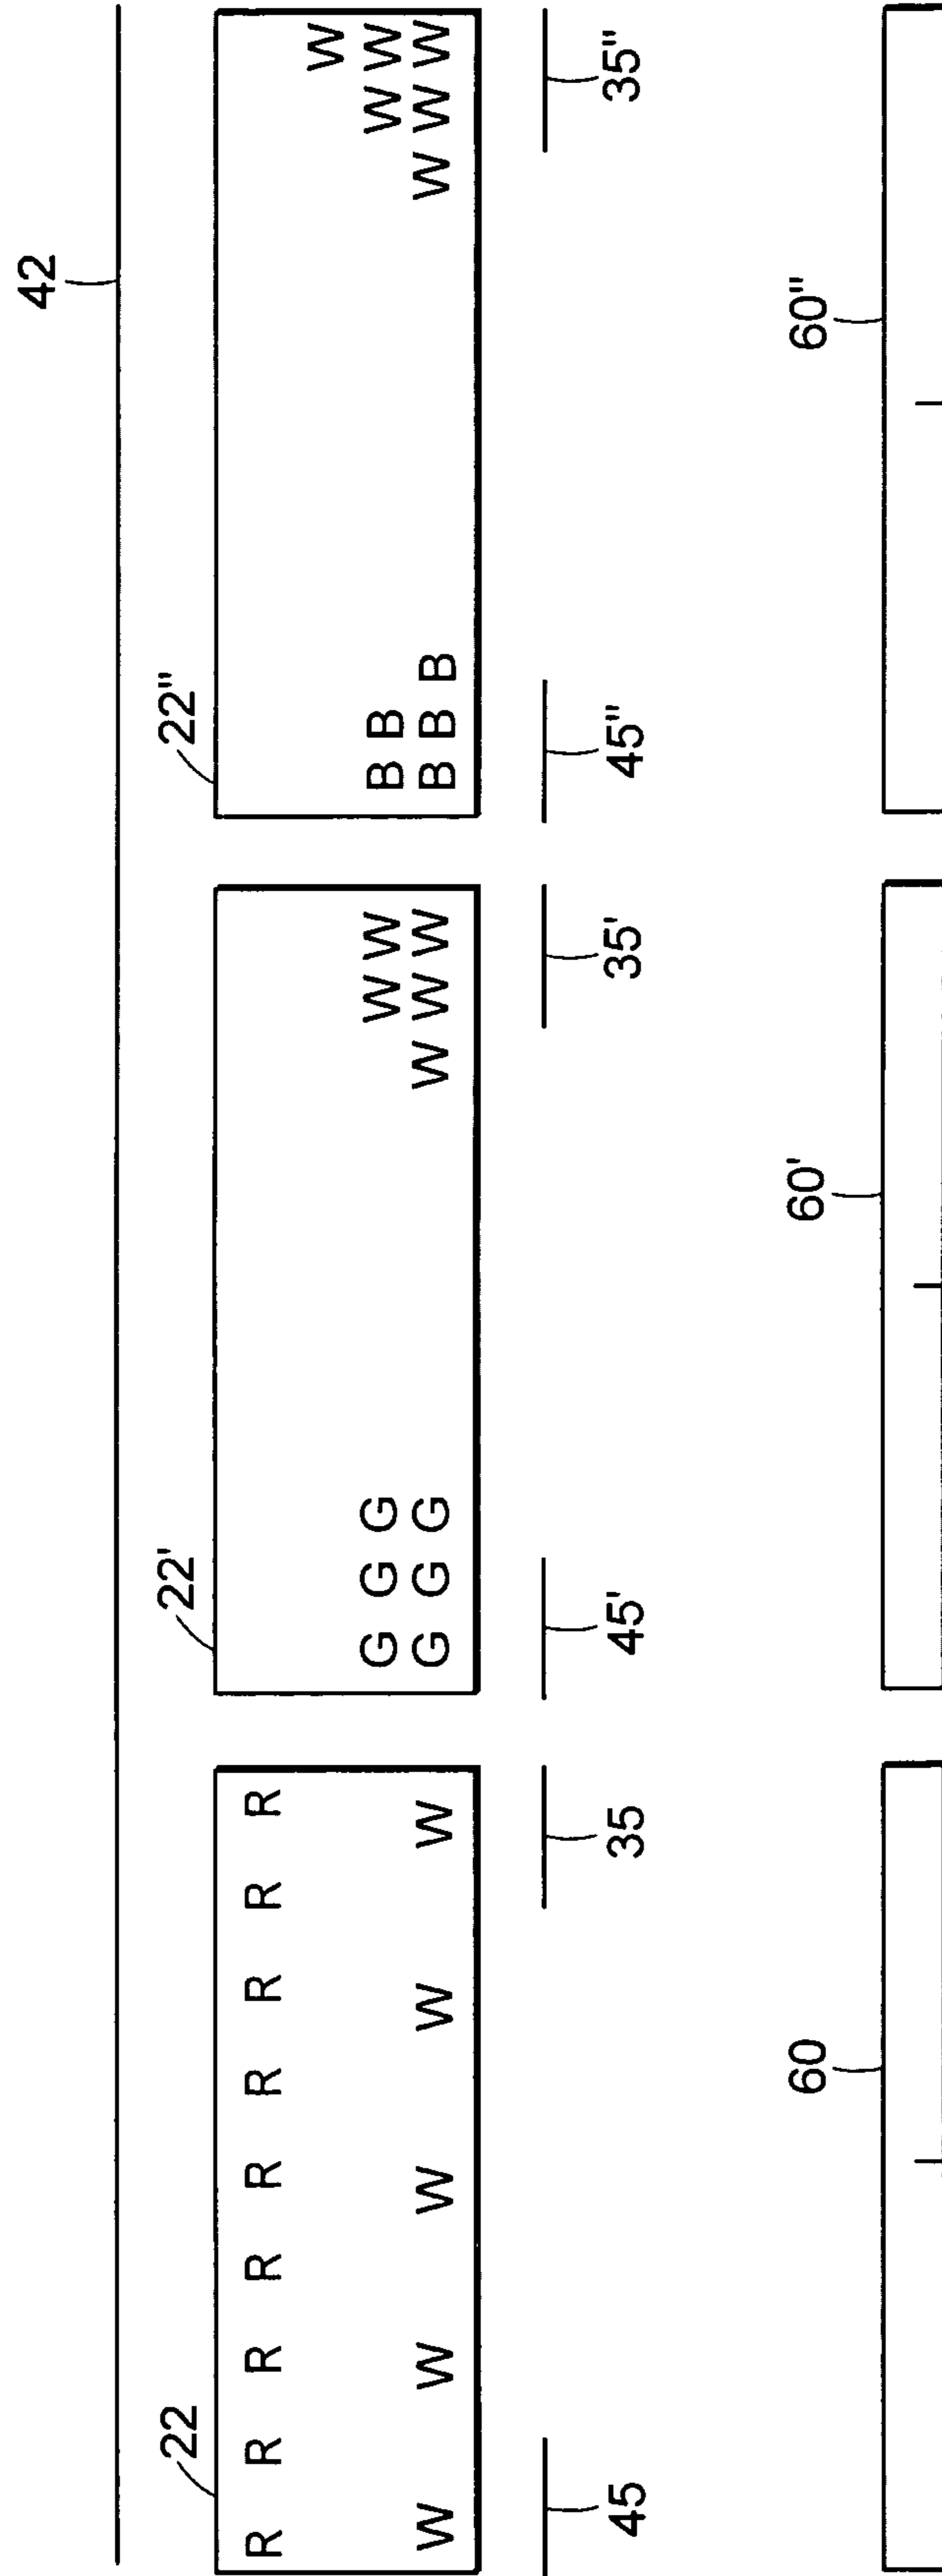 42
22 22' 22"
R R R R R R R R R
W
G G G W W B B W W
W W W W W G G G W W W B B B W W W
45 35 45' 35' 45" 35"
60 60' 60"